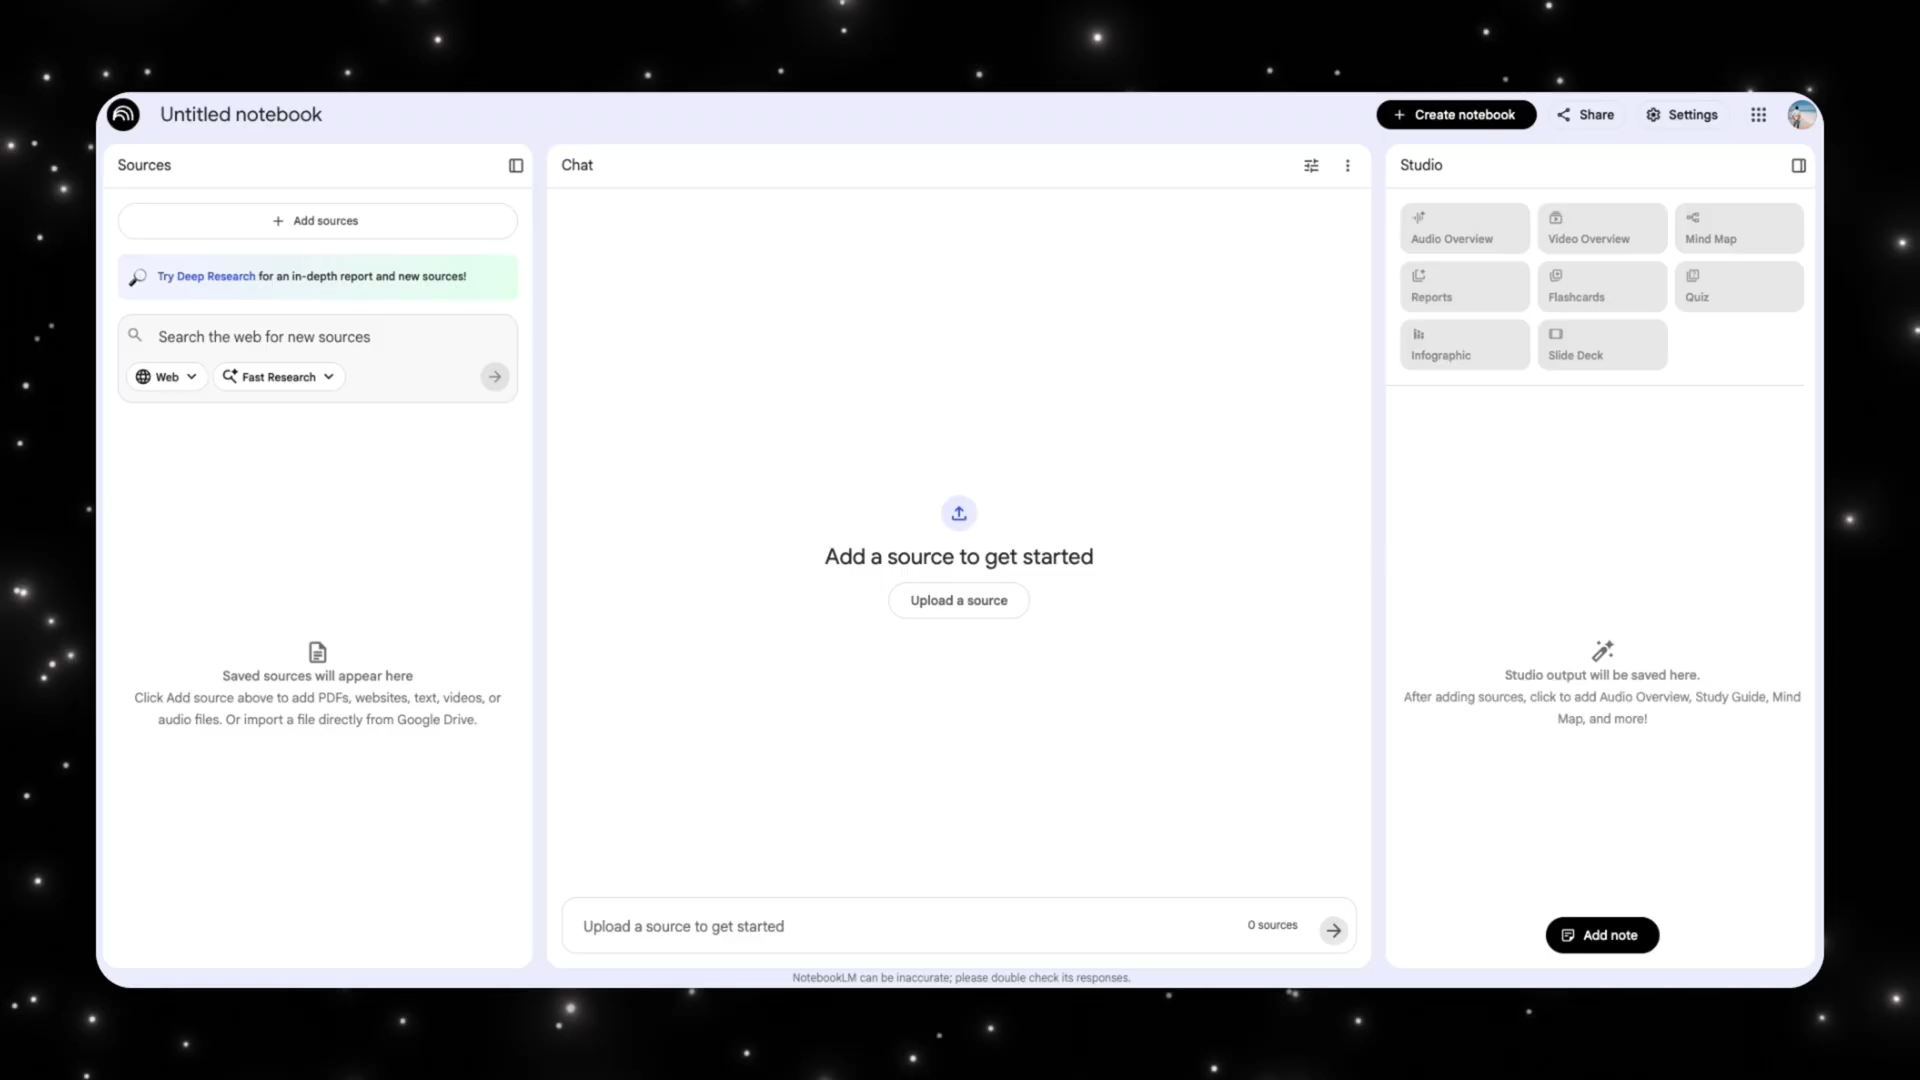 Untitled notebook
Create notebook
Share
Settings
Sources
Add sources
Try Deep Research for an in-depth report and new sources!
Search the web for new sources
Web
Fast Research
Saved sources will appear here
Click Add source above to add PDFs, websites, text, videos, or
audio files. Or import a file directly from Google Drive.
Chat
Add a source to get started
Upload a source
Upload a source to get started
0 sources
NotebookLM can be inaccurate; please double check its responses.
Studio
Audio Overview
Video Overview
Mind Map
Reports
Flashcards
Quiz
Infographic
Slide Deck
Studio output will be saved here.
After adding sources, click to add Audio Overview, Study Guide, Mind
Map, and more!
Add note